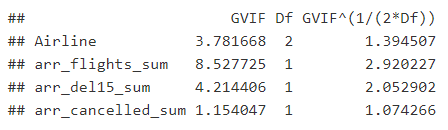 ##                       GVIF Df GVIF^(1/(2*Df))
## Airline           3.781668  2        1.394507
## arr_flights_sum   8.527725  1        2.920227
## arr_del15_sum     4.214406  1        2.052902
## arr_cancelled_sum 1.154047  1        1.074266